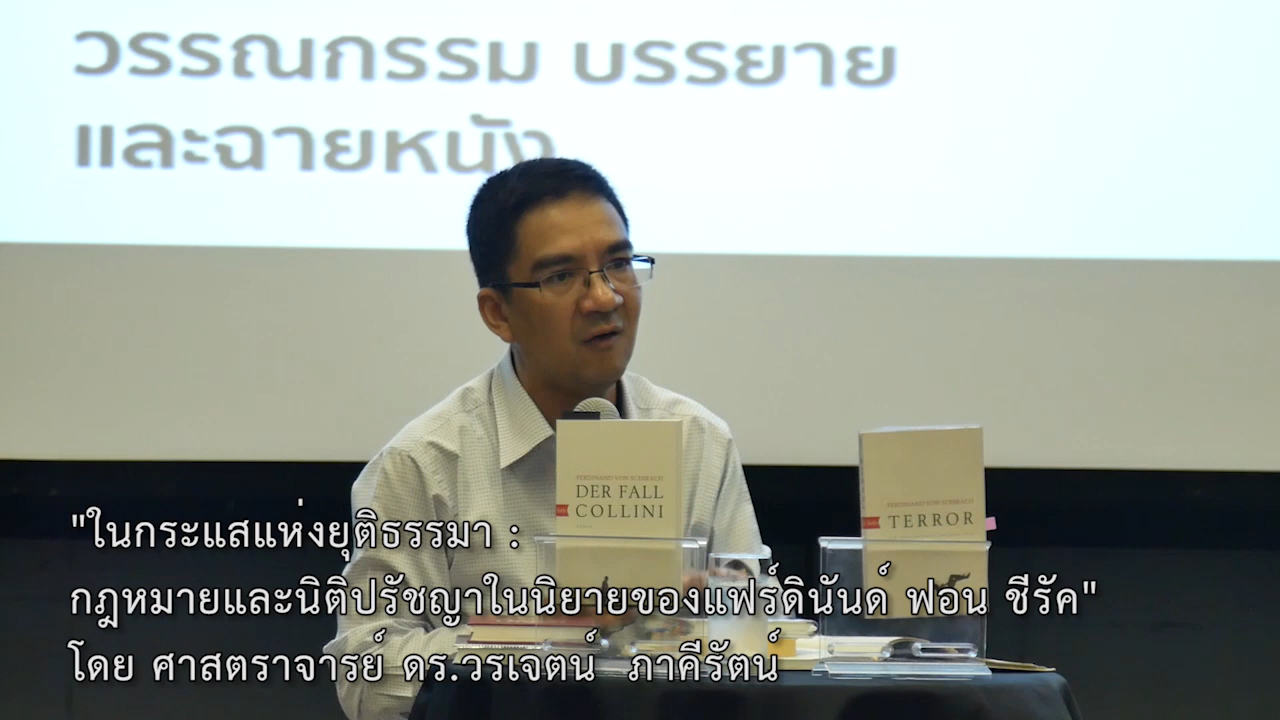 วรรณกรรม บรรยาย
และฉายหนัง
FERDINAND VON SCHIRACH
DER FALL
COLLINI
FERDINAND VON SCHIRACH
TERROR
"ในกระแสแห่งยุติธรรมา :
กฎหมายและนิติปรัชญาในนิยายของแฟร์ดินันด์ ฟอน ชีรัค"
โดย ศาสตราจารย์ ดร.วรเจตน์ ภาคีรัตน์